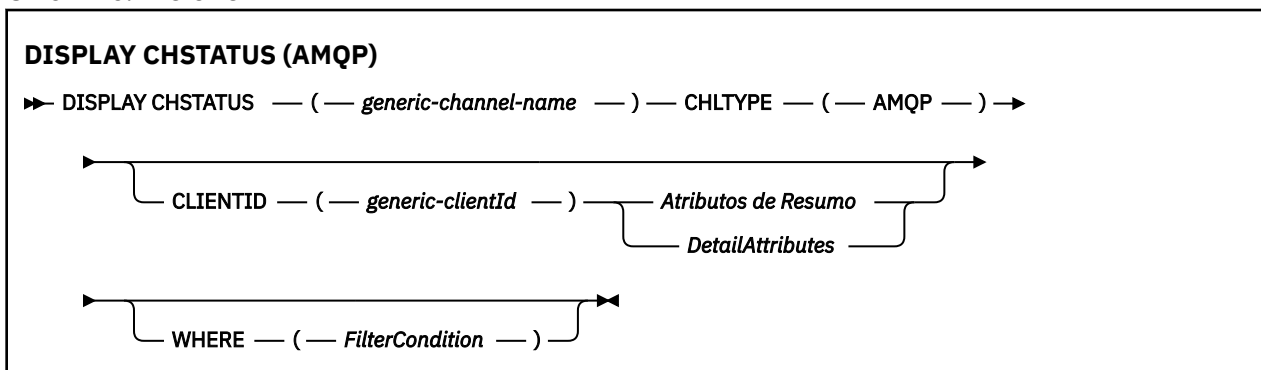 DISPLAY CHSTATUS (AMQP)
DISPLAY CHSTATUS ( generic-channel-name ) CHLTYPE ( AMQP )
CLIENTID ( generic-clientId ) Atributos de Resumo
DetailAttributes
WHERE ( FilterCondition )